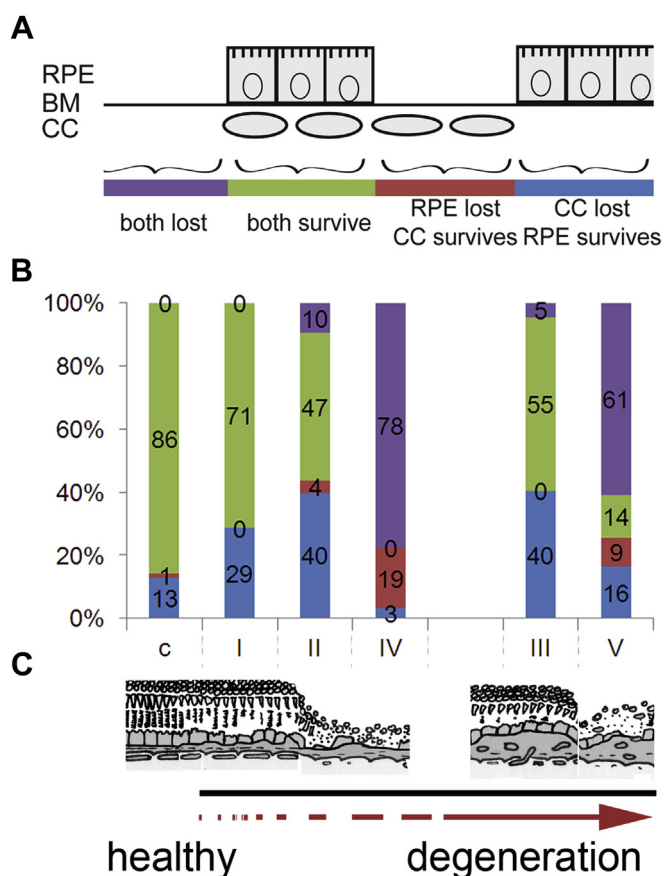 A
RPE
BM
CC
both lost
both survive
RPE lost
CC survives
CC lost
RPE survives
B
100%
80%
60%
40%
20%
0%
0
86
1
13
0
71
0
29
10
47
4
40
78
0
19
3
5
55
0
40
61
14
9
16
c I II IV III V
C
healthy degeneration